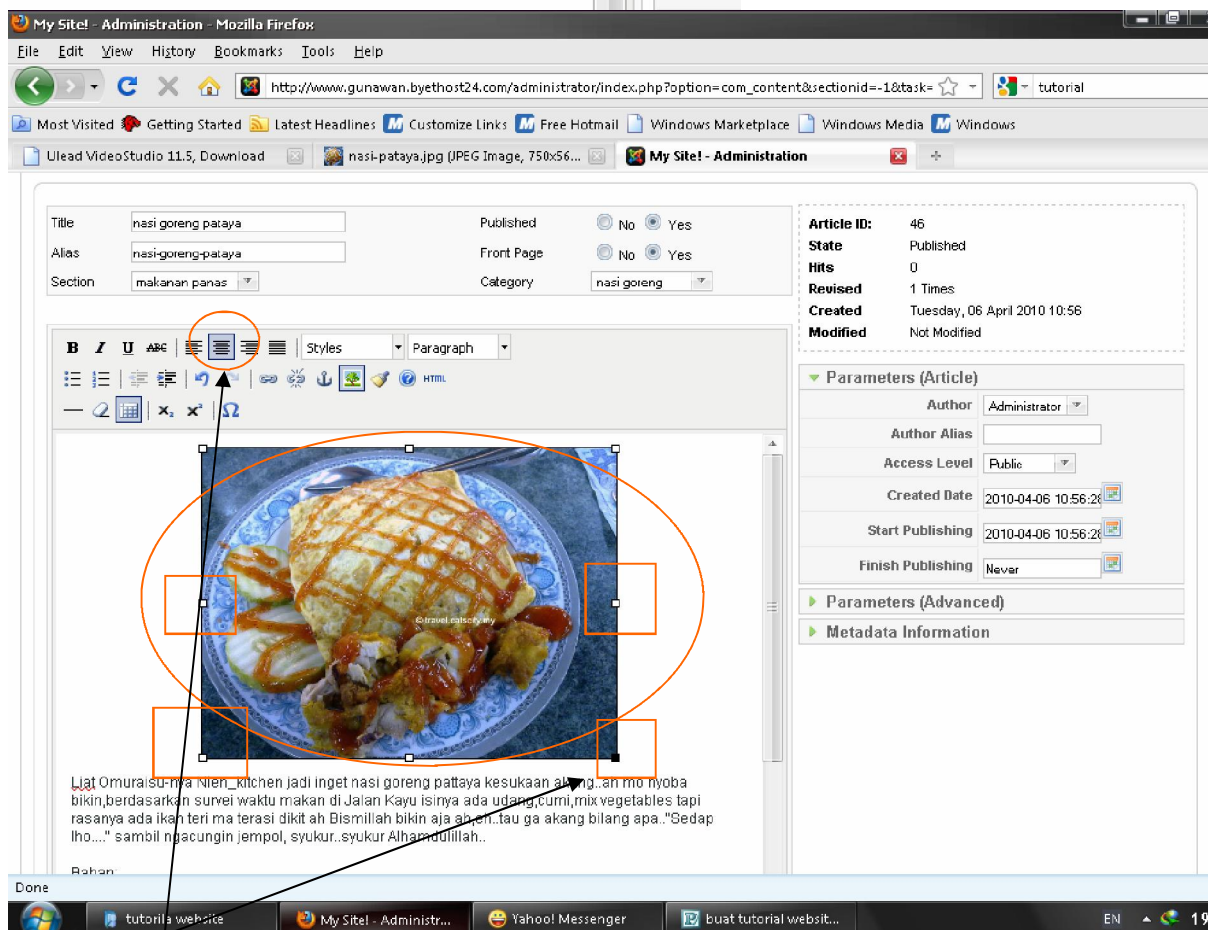 My Site! - Administration - Mozilla Firefox
File Edit View History Bookmarks Tools Help
http://www.gunawan.byethost24.com/administrator/index.php?option=com_content&sectionid=-1&task= tutorial
Most Visited Getting Started Latest Headlines Customize Links Free Hotmail Windows Marketplace Windows Media Windows
Ulead VideoStudio 11.5, Download nasi-pataya.jpg (JPEG Image, 750x56... My Site! - Administration
Title nasi goreng pataya Published No Yes
Alias nasi-goreng-pataya Front Page No Yes
Section makanan panas Category nasi goreng
Article ID: 46
State Published
Hits 0
Revised 1 Times
Created Tuesday, 06 April 2010 10:56
Modified Not Modified
B I U ABC Styles Paragraph
HTML
x₂ x² Ω
Parameters (Article)
Author Administrator
Author Alias
Access Level Public
Created Date 2010-04-06 10:56:28
Start Publishing 2010-04-06 10:56:28
Finish Publishing Never
Parameters (Advanced)
Metadata Information
Liat Omuraisu-nya Nien_kitchen jadi inget nasi goreng pattaya kesukaan akang..ah mo nyoba
bikin,berdasarkan survei waktu makan di Jalan Kayu isinya ada udang,cumi,mix vegetables tapi
rasanya ada ikan teri ma terasi dikit ah Bismillah bikin aja ah,eh..tau ga akang bilang apa.."Sedap
lho...." sambil ngacungin jempol, syukur..syukur Alhamdulillah..
Bahan:
Done
tutorila website My Site! - Administr... Yahoo! Messenger buat tutorial websit... EN 19